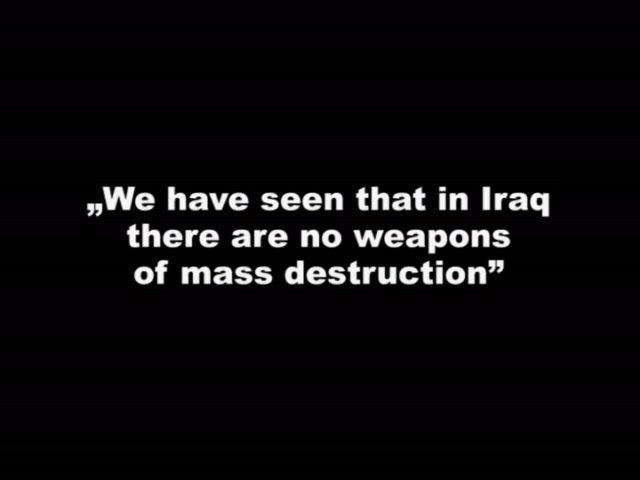 „We have seen that in Iraq
there are no weapons
of mass destruction”